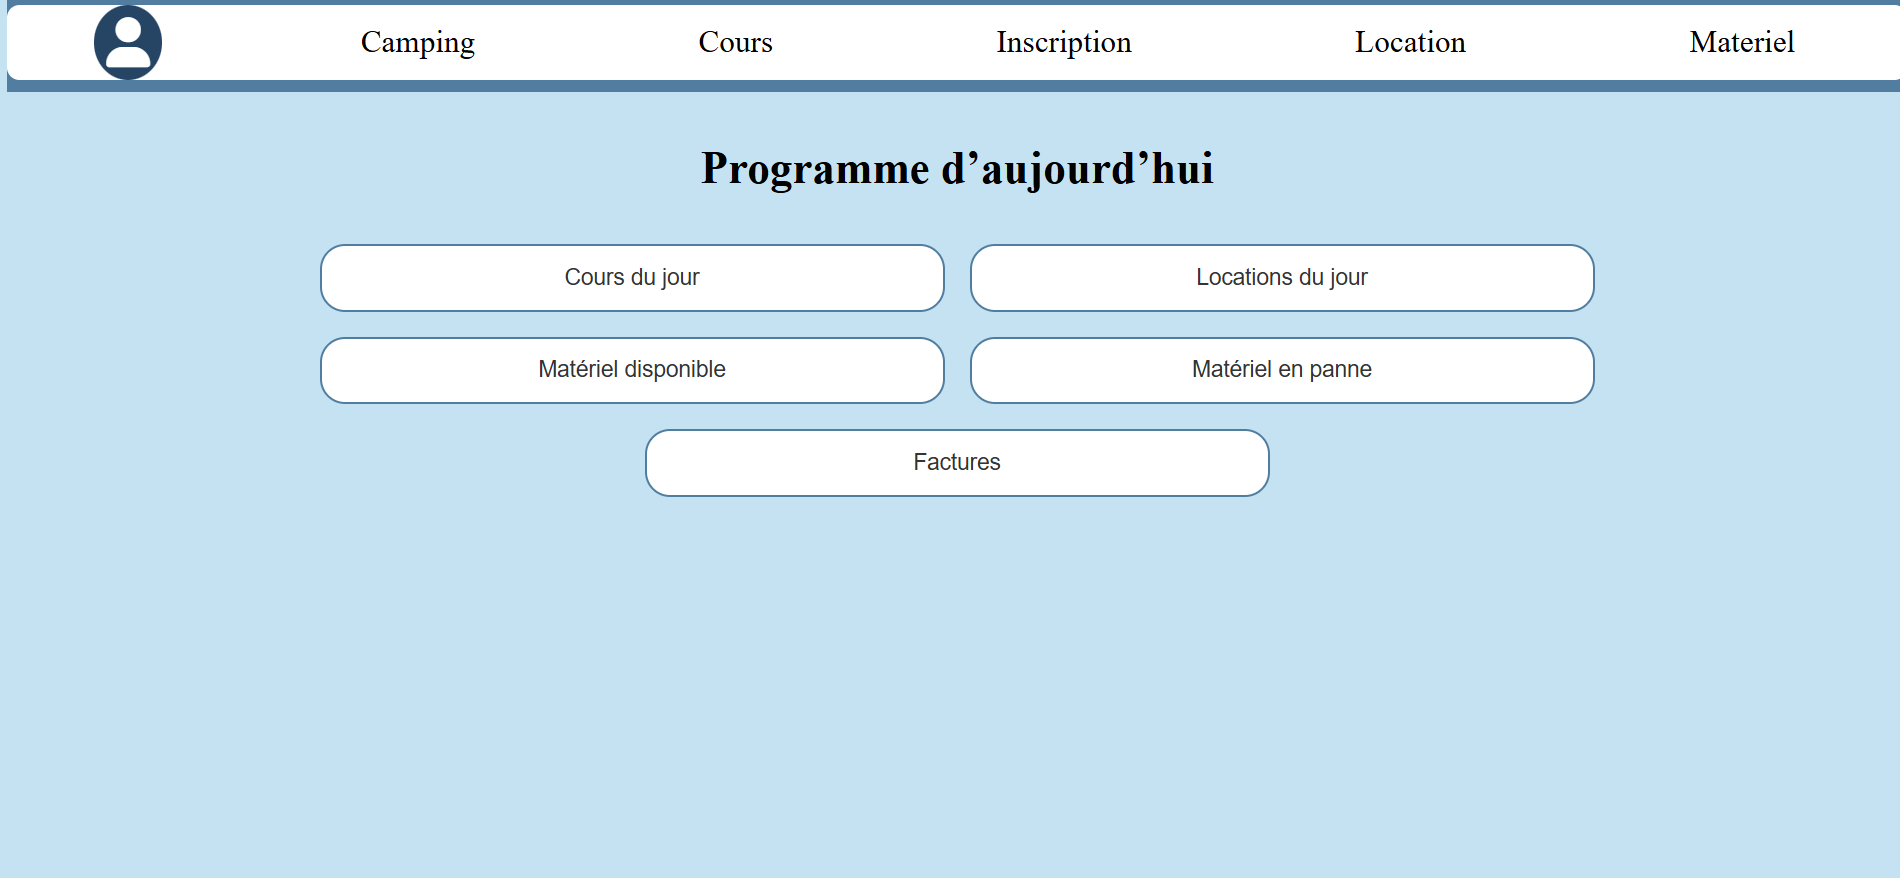 Camping Cours Inscription Location Materiel
Programme d’aujourd’hui
Cours du jour
Locations du jour
Matériel disponible
Matériel en panne
Factures